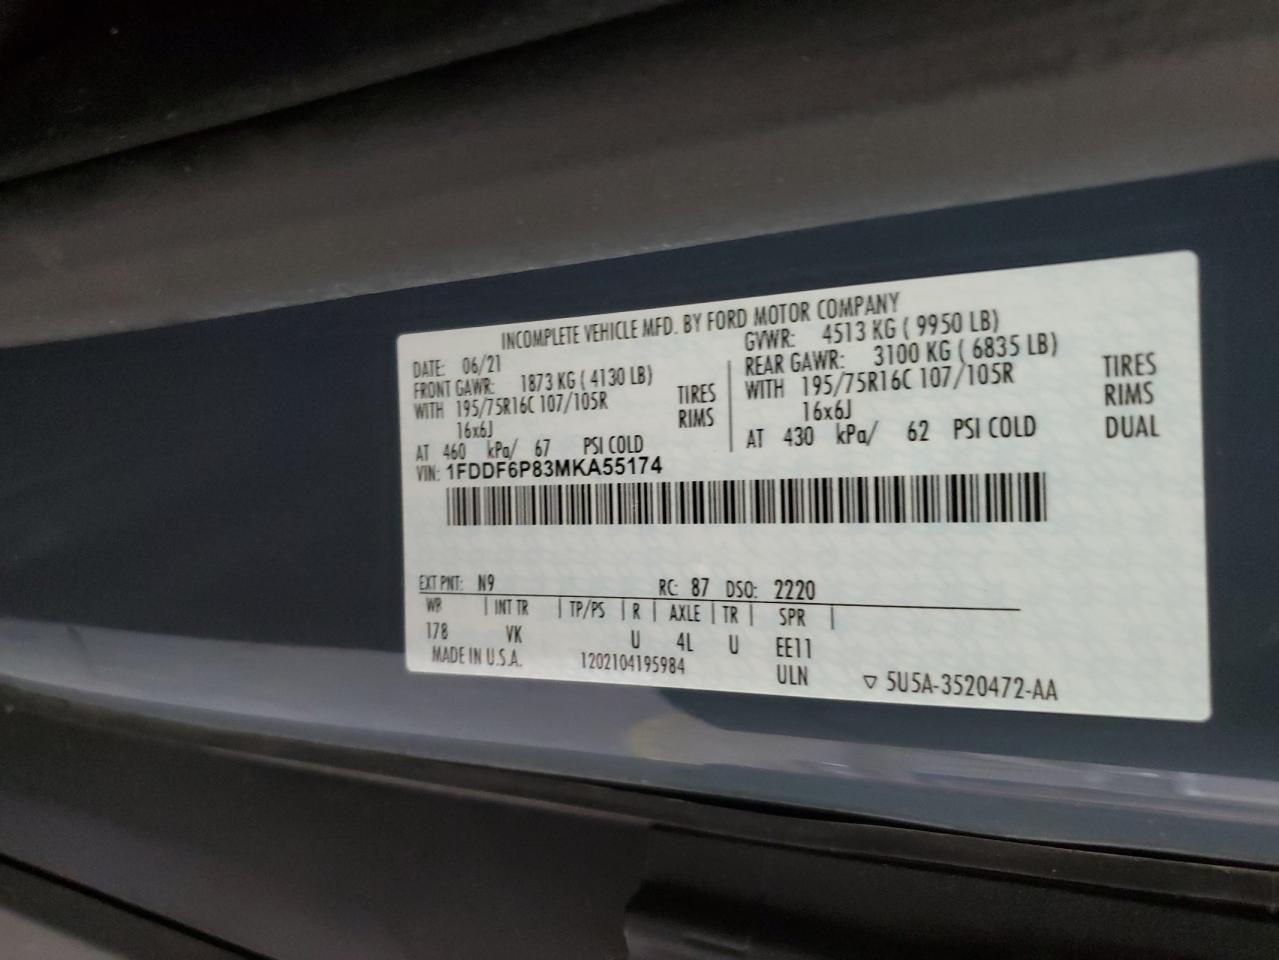 INCOMPLETE VEHICLE MFD. BY FORD MOTOR COMPANY
DATE: 06/21
GVWR: 4513 KG ( 9950 LB)
FRONT GAWR: 1873 KG ( 4130 LB)
REAR GAWR: 3100 KG ( 6835 LB)
WITH 195/75R16C 107/105R TIRES
WITH 195/75R16C 107/105R TIRES
16x6J RIMS
16x6J RIMS
AT 460 kPa/ 67 PSI COLD
AT 430 kPa/ 62 PSI COLD DUAL
VIN: 1FDDF6P83MKA55174
EXT PNT: N9 RC: 87 DSO: 2220
WB | INT TR | TP/PS | R | AXLE | TR | SPR |
178 VK U 4L U EE11
MADE IN U.S.A. 1202104195984 ULN
▽ 5U5A-3520472-AA